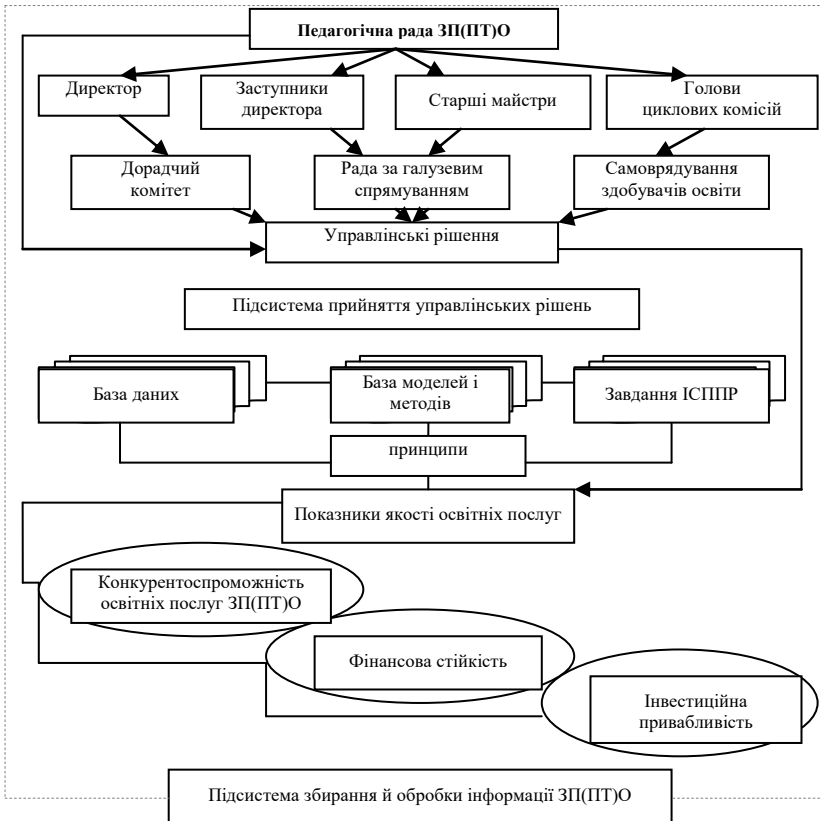 Педагогічна рада ЗП(ПТ)О
Директор
Заступники
директора
Старші майстри
Голови
циклових комісій
Дорадчий
комітет
Рада за галузевим
спрямуванням
Самоврядування
здобувачів освіти
Управлінські рішення
Підсистема прийняття управлінських рішень
База даних
База моделей і
методів
Завдання ІСППР
принципи
Показники якості освітніх послуг
Конкурентоспроможність
освітніх послуг ЗП(ПТ)О
Фінансова стійкість
Інвестиційна
привабливість
Підсистема збирання й обробки інформації ЗП(ПТ)О